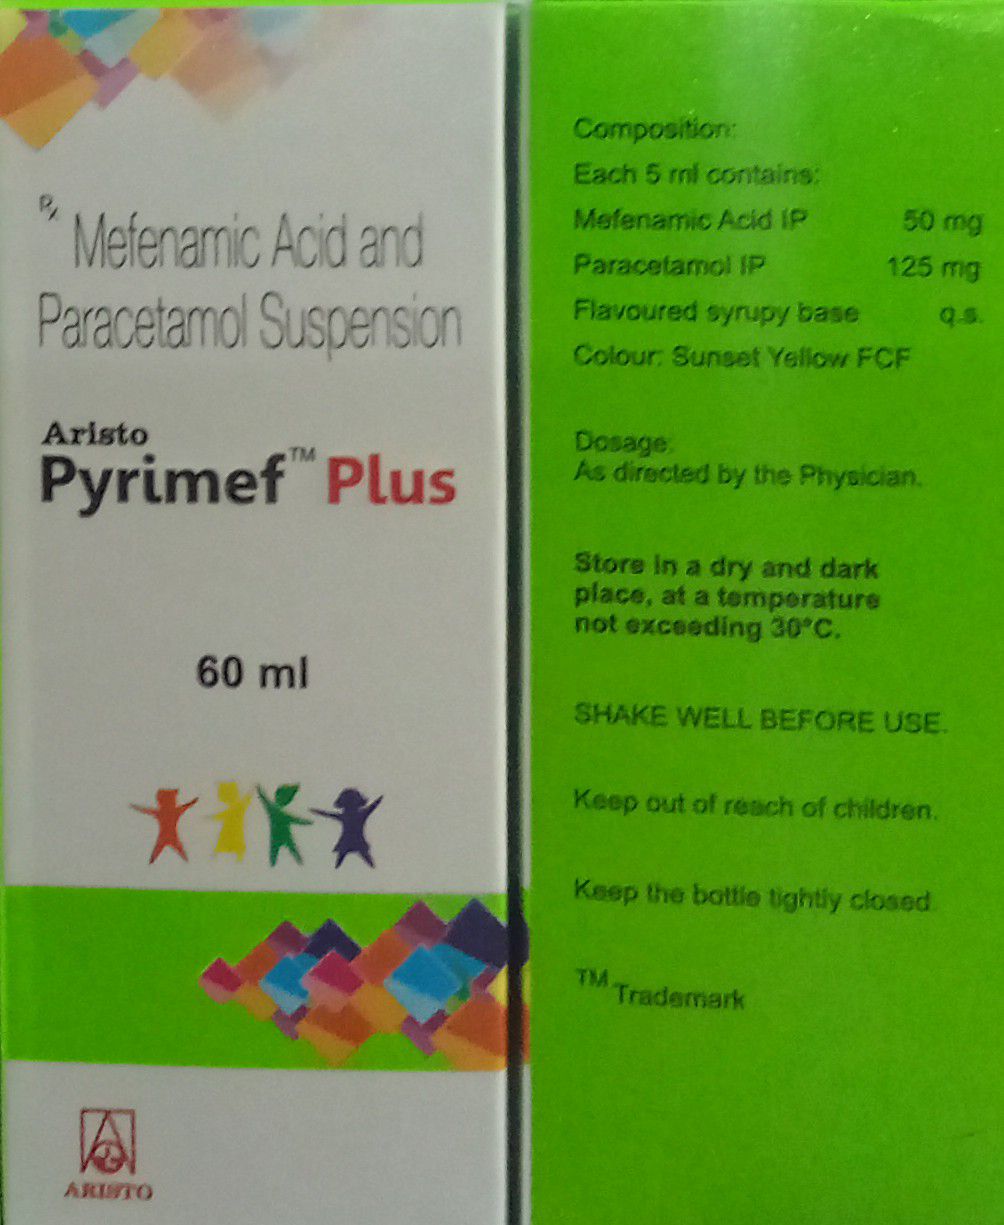 Rx Mefenamic Acid and
Paracetamol Suspension
Aristo
Pyrimef™ Plus
60 ml
ARISTO
Composition:
Each 5 ml contains:
Mefenamic Acid IP 50 mg
Paracetamol IP 125 mg
Flavoured syrupy base q.s.
Colour: Sunset Yellow FCF
Dosage:
As directed by the Physician.
Store in a dry and dark
place, at a temperature
not exceeding 30°C.
SHAKE WELL BEFORE USE.
Keep out of reach of children.
Keep the bottle tightly closed.
™Trademark